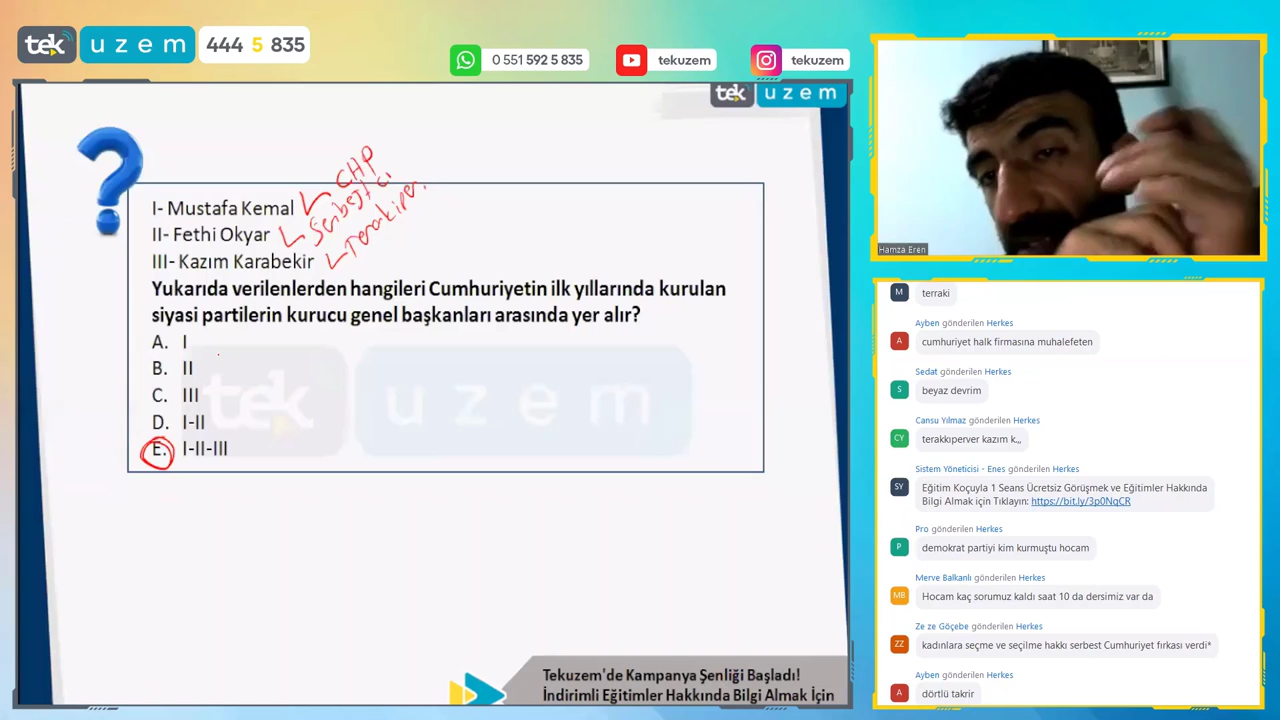 tek uzem 444 5 835
0 551 592 5 835
tekuzem
tekuzem
tek uzem
CHP
Serbest C.
Terakiper.
I- Mustafa Kemal
II- Fethi Okyar
III- Kazım Karabekir
Yukarıda verilenlerden hangileri Cumhuriyetin ilk yıllarında kurulan
siyasi partilerin kurucu genel başkanları arasında yer alır?
A. I
B. II
C. III
D. I-II
E. I-II-III
tek uzem
Tekuzem'de Kampanya Şenliği Başladı!
İndirimli Eğitimler Hakkında Bilgi Almak İçin
Hamza Eren
M
terraki
Ayben gönderilen Herkes
A
cumhuriyet halk firmasına muhalefeten
Sedat gönderilen Herkes
S
beyaz devrim
Cansu Yılmaz gönderilen Herkes
CY
terakkıperver kazım k.,,
Sistem Yöneticisi - Enes gönderilen Herkes
SY
Eğitim Koçuyla 1 Seans Ücretsiz Görüşmek ve Eğitimler Hakkında
Bilgi Almak için Tıklayın: https://bit.ly/3p0NqCR
Pro gönderilen Herkes
P
demokrat partiyi kim kurmuştu hocam
Merve Balkanlı gönderilen Herkes
MB
Hocam kaç sorumuz kaldı saat 10 da dersimiz var da
Ze ze Göçebe gönderilen Herkes
ZZ
kadınlara seçme ve seçilme hakkı serbest Cumhuriyet fırkası verdi*
Ayben gönderilen Herkes
A
dörtlü takrir